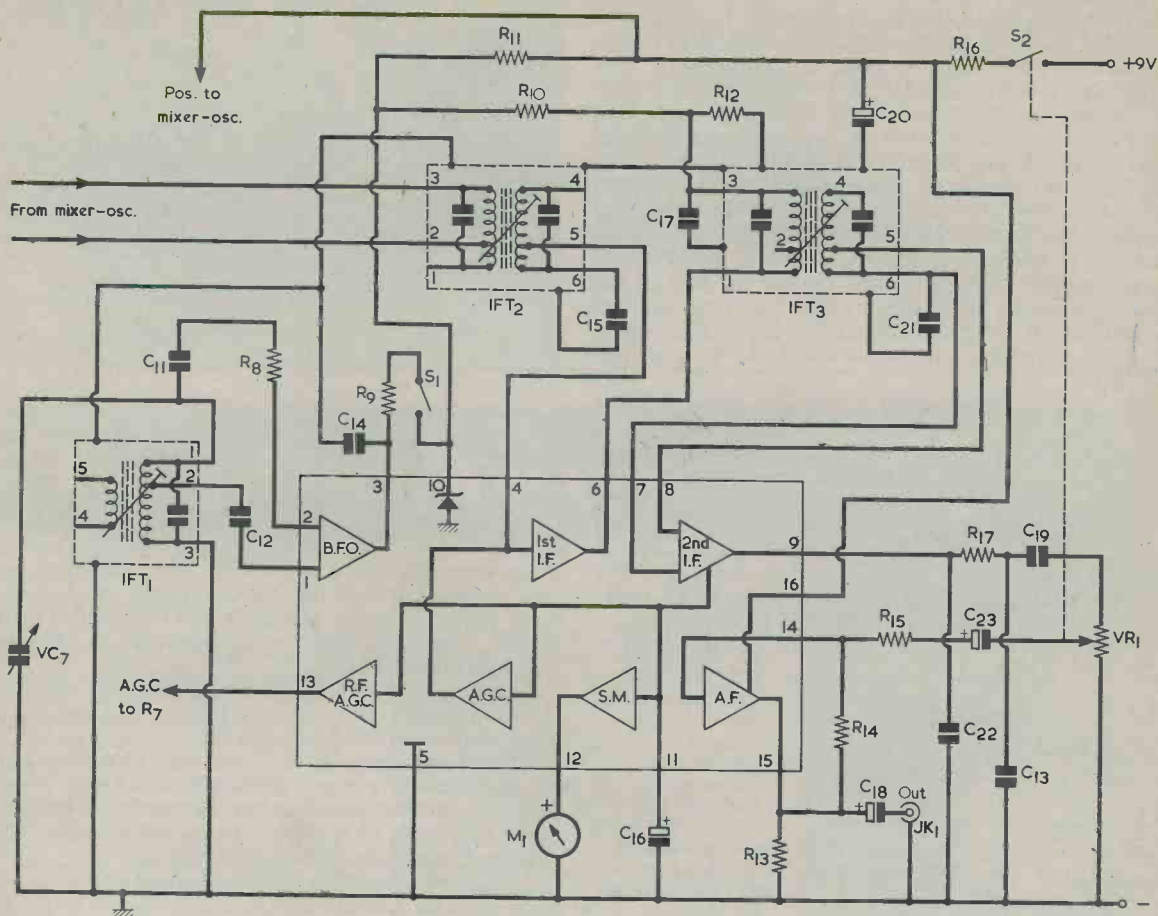 R11
R16
S2
+9V
Pos. to
mixer-osc.
R10
R12
C20
3
4
3
4
From mixer-osc.
C17
2
5
2
5
1
6
1
6
IFT2
IFT3
C15
C21
C11
R8
R9
S1
C14
1
5
2
4
3
C12
IFT1
3
10
4
6
7
8
2
B.F.O.
1
1st
I.F.
2nd
I.F.
9
R17
C19
16
14
R15
C23
VR1
VC7
A.G.C
to R7
13
R.F.
A.G.C.
A.G.C.
S.M.
A.F.
R14
C22
5
12
11
15
C13
+
M1
C16
+
C18
Out
JK1
R13
-